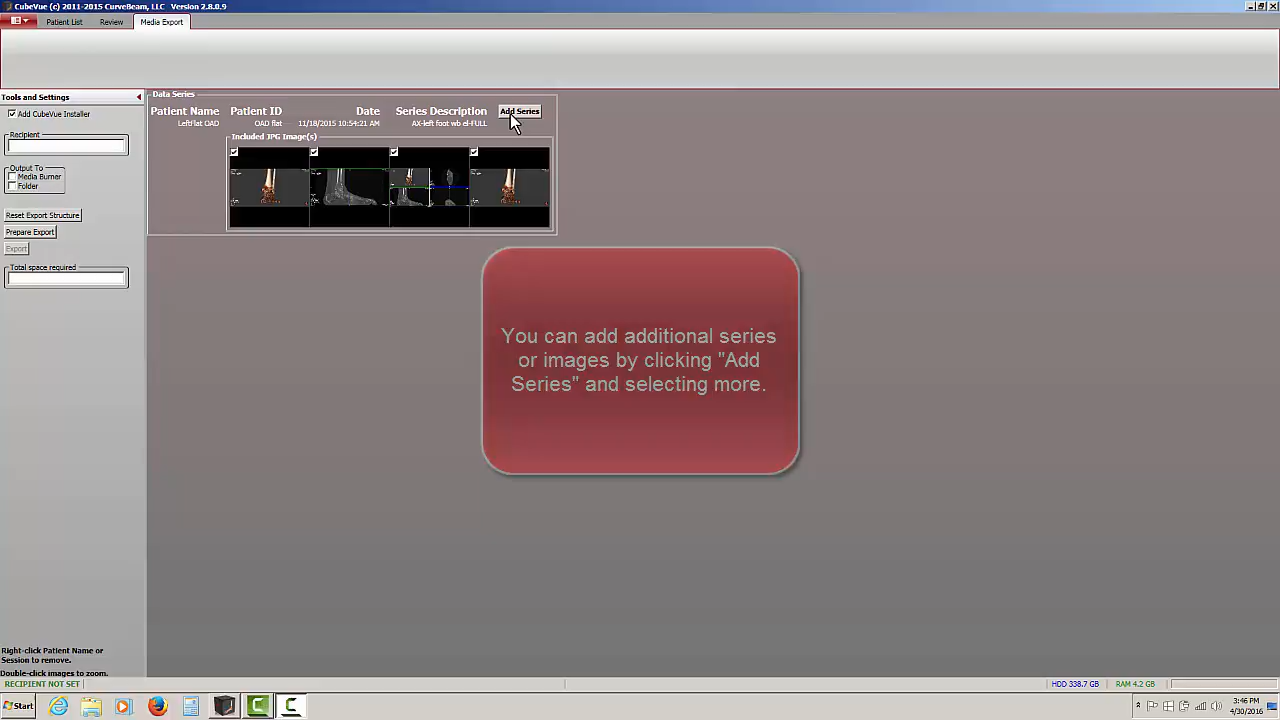 CubeVue (c) 2011-2015 CurveBeam, LLC Version 2.8.0.9
Patient List Review Media Export
Tools and Settings
Add CubeVue Installer
Recipient
Output To
Media Burner
Folder
Reset Export Structure
Prepare Export
Export
Total space required
Data Series
Patient Name Patient ID Date Series Description Add Series
LeftFlat OAD OAD flat 11/18/2015 10:54:21 AM AX-left foot wb el-FULL
Included JPG Image(s)
You can add additional series
or images by clicking "Add
Series" and selecting more.
Right-click Patient Name or
Session to remove.
Double-click images to zoom.
RECIPIENT NOT SET HDD 338.7 GB RAM 4.2 GB
Start 3:46 PM
4/30/2016